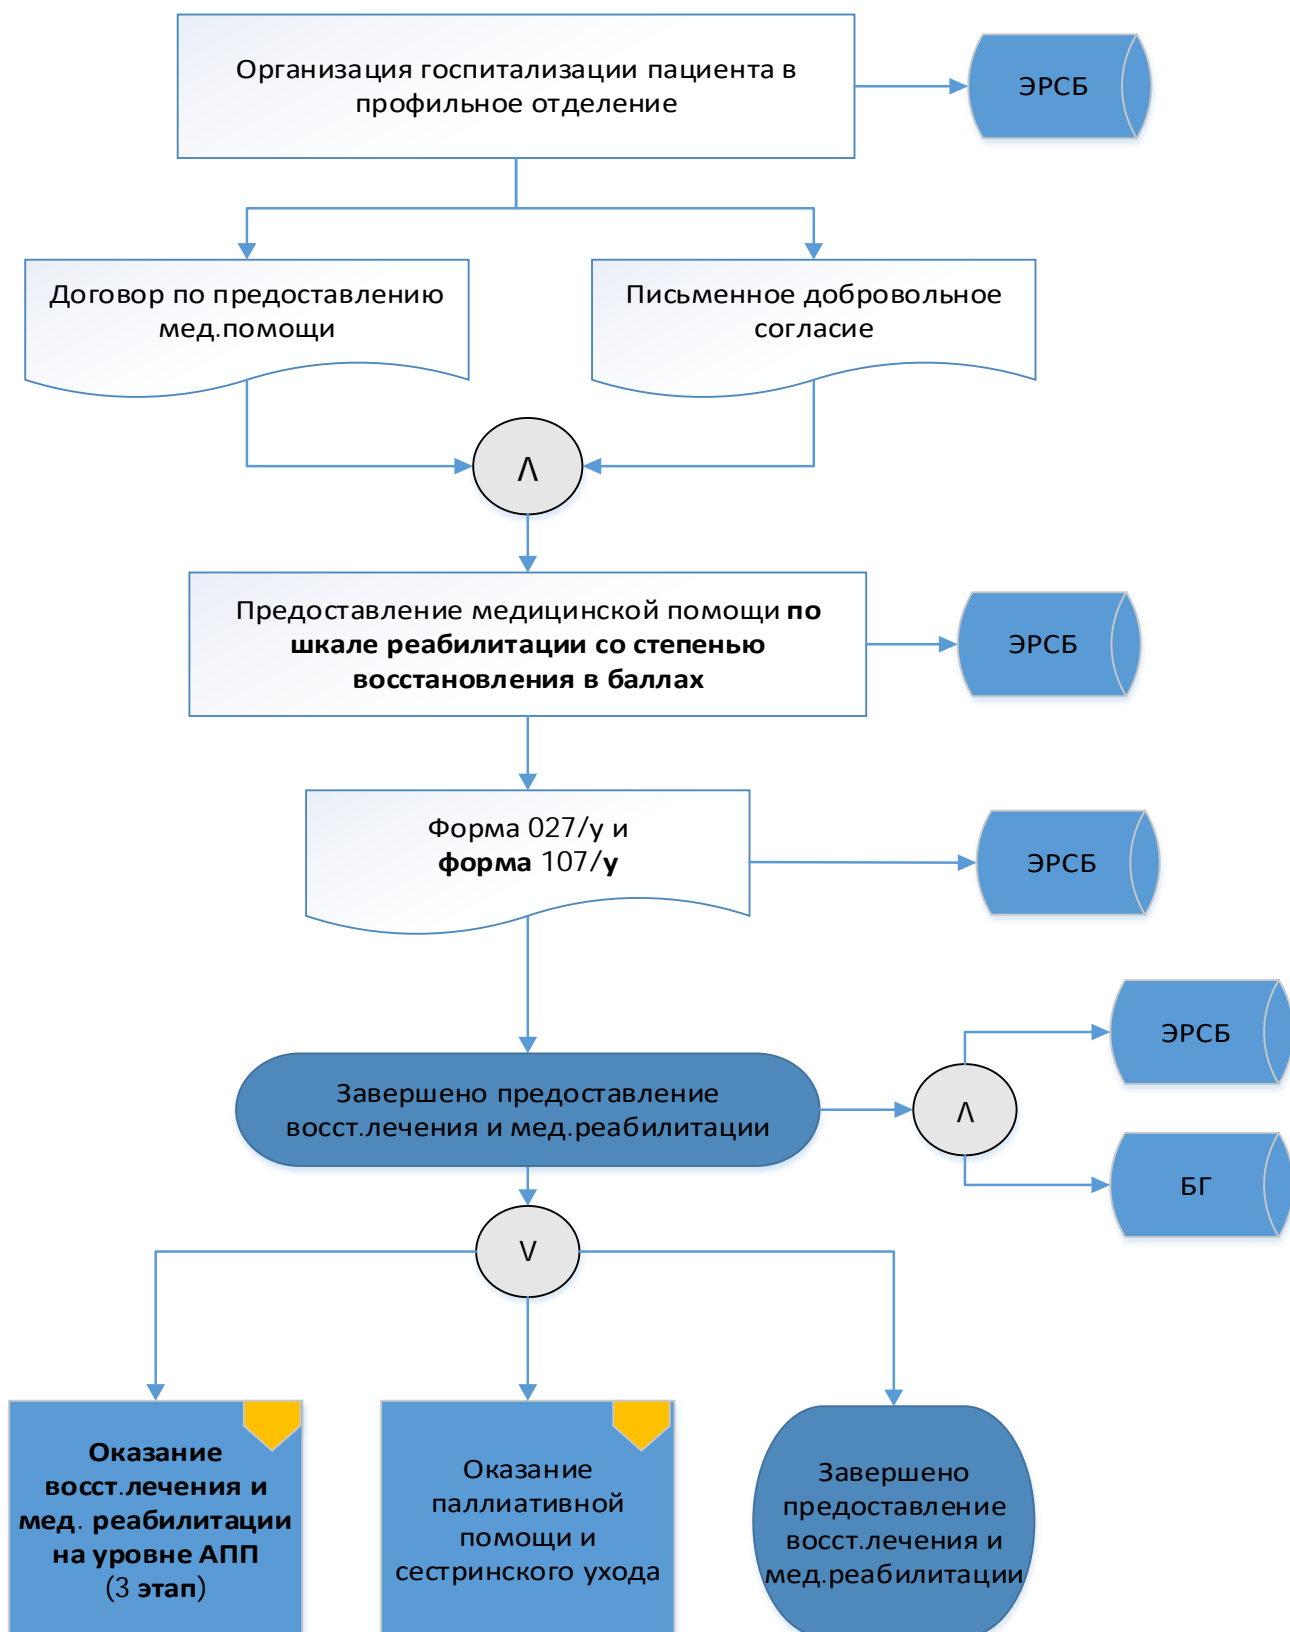 Организация госпитализации пациента в
профильное отделение
ЭРСБ
Договор по предоставлению
мед.помощи
Письменное добровольное
согласие
Λ
Предоставление медицинской помощи по
шкале реабилитации со степенью
восстановления в баллах
ЭРСБ
Форма 027/у и
форма 107/у
ЭРСБ
Завершено предоставление
восст.лечения и мед.реабилитации
Λ
ЭРСБ
БГ
V
Оказание
восст.лечения и
мед. реабилитации
на уровне АПП
(3 этап)
Оказание
паллиативной
помощи и
сестринского ухода
Завершено
предоставление
восст.лечения и
мед.реабилитации